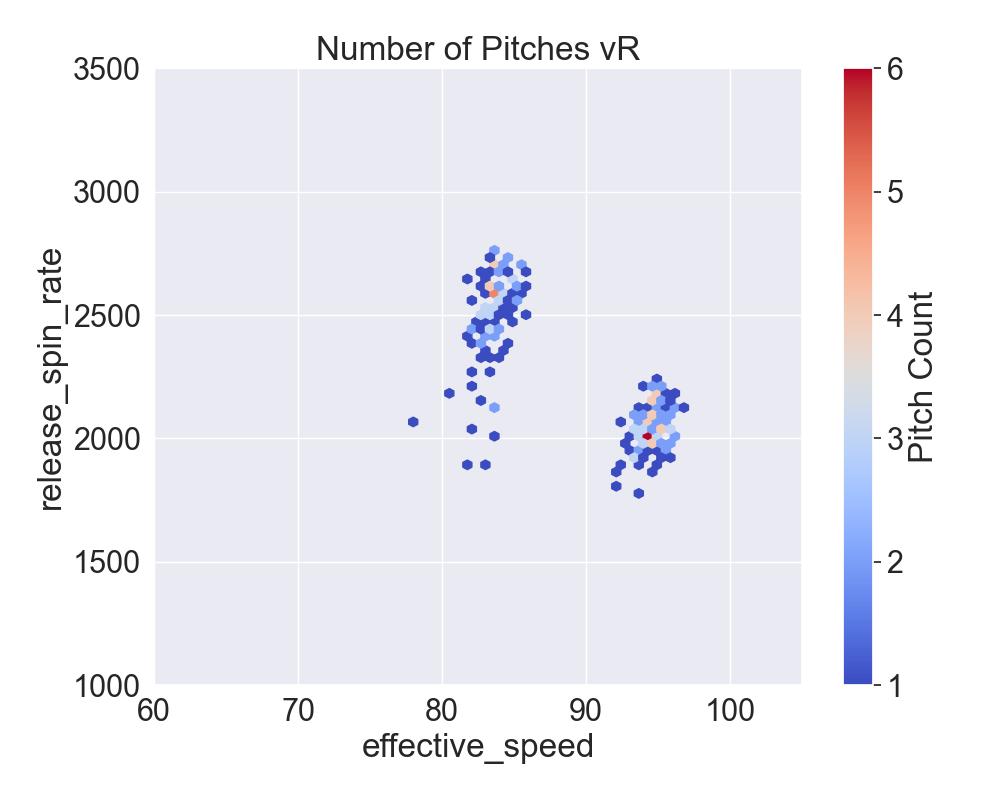 Number of Pitches vR
3500
3000
2500
2000
1500
1000
release_spin_rate
60 70 80 90 100
effective_speed
6
5
4
3
2
1
Pitch Count